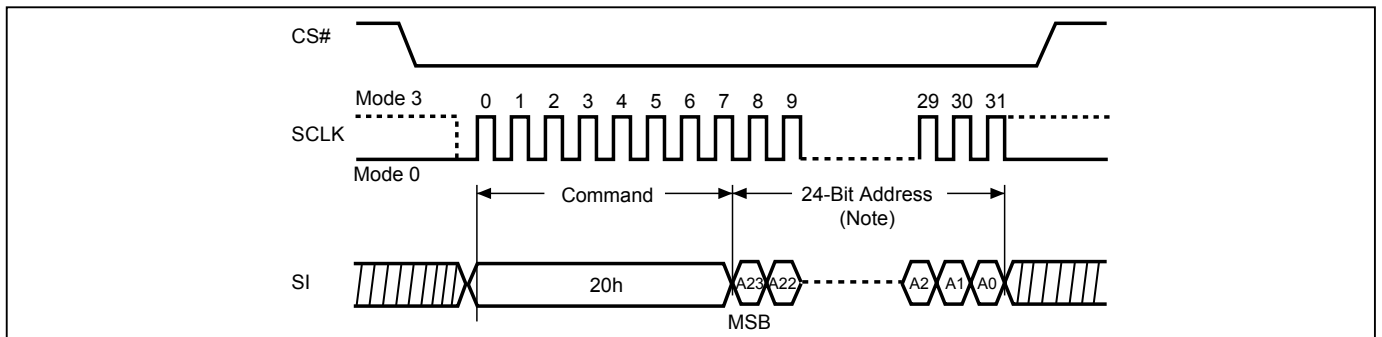 CS#
Mode 3
0 1 2 3 4 5 6 7 8 9 29 30 31
SCLK
Mode 0
Command 24-Bit Address
(Note)
SI 20h A23 A22 A2 A1 A0
MSB